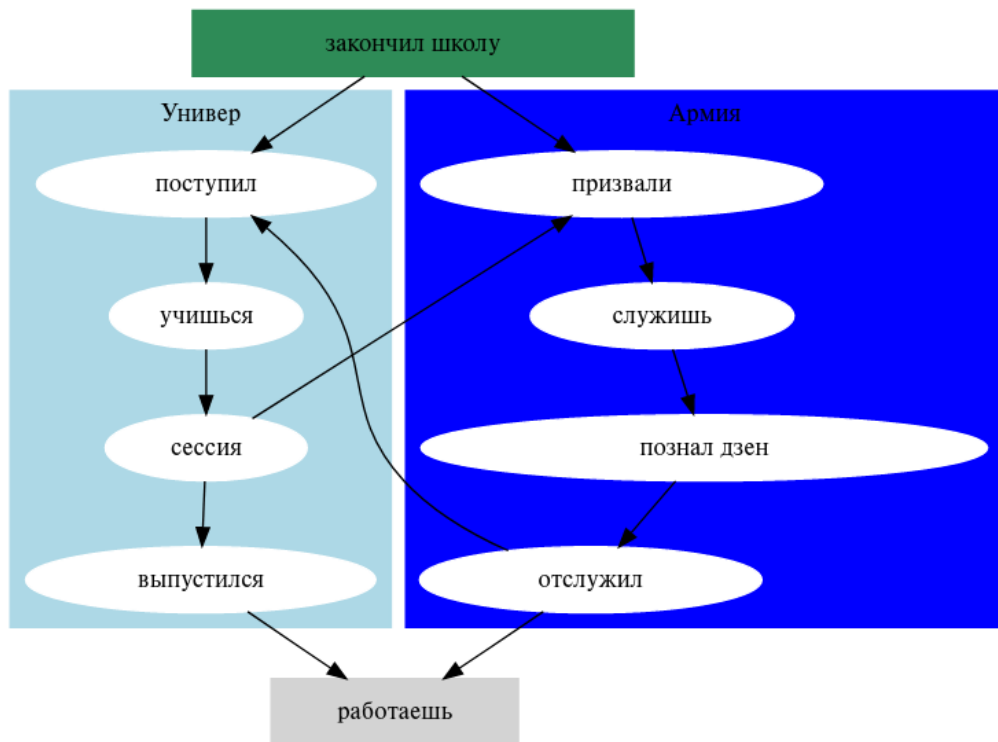 закончил школу
Универ
Армия
поступил
призвали
учишься
служишь
сессия
познал дзен
выпустился
отслужил
работаешь